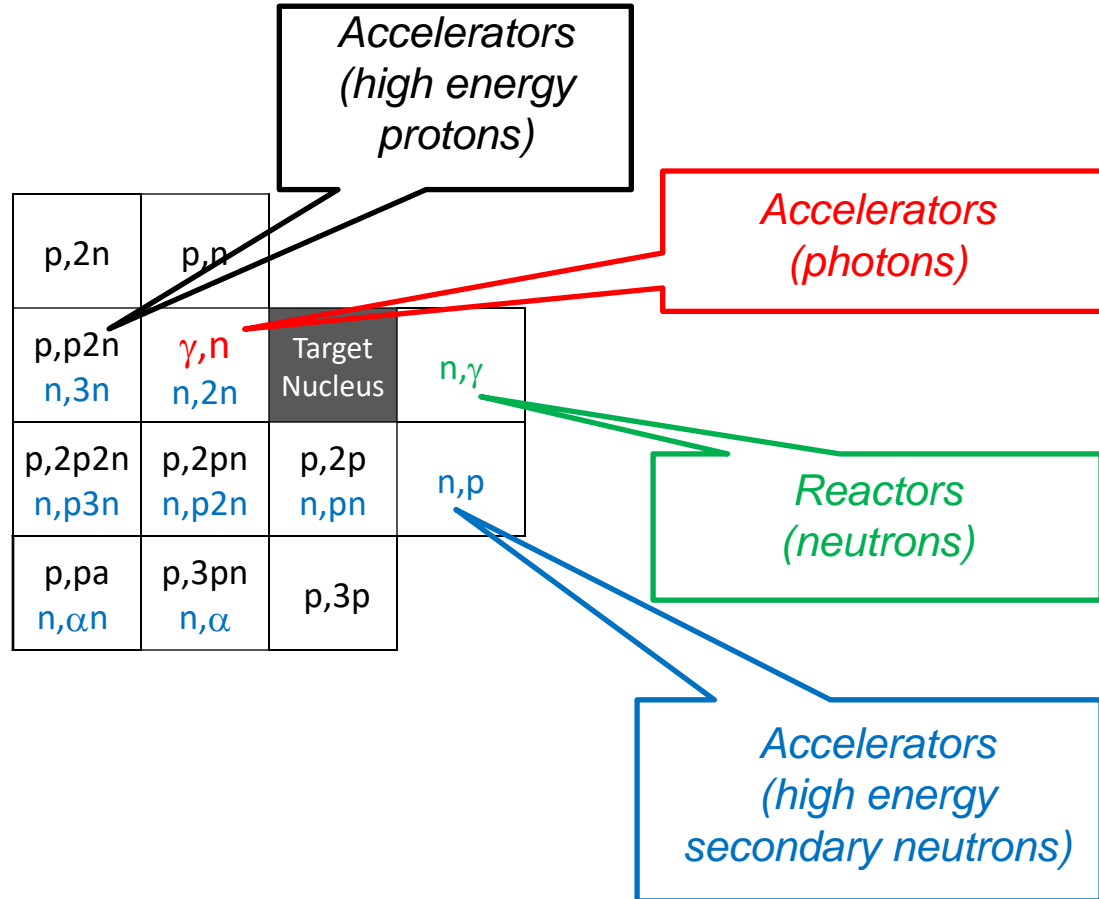 Accelerators
(high energy
protons)
Accelerators
(photons)
p,2n
p,n
p,p2n
n,3n
γ,n
n,2n
Target
Nucleus
n,γ
p,2p2n
n,p3n
p,2pn
n,p2n
p,2p
n,pn
n,p
Reactors
(neutrons)
p,pa
n,αn
p,3pn
n,α
p,3p
Accelerators
(high energy
secondary neutrons)